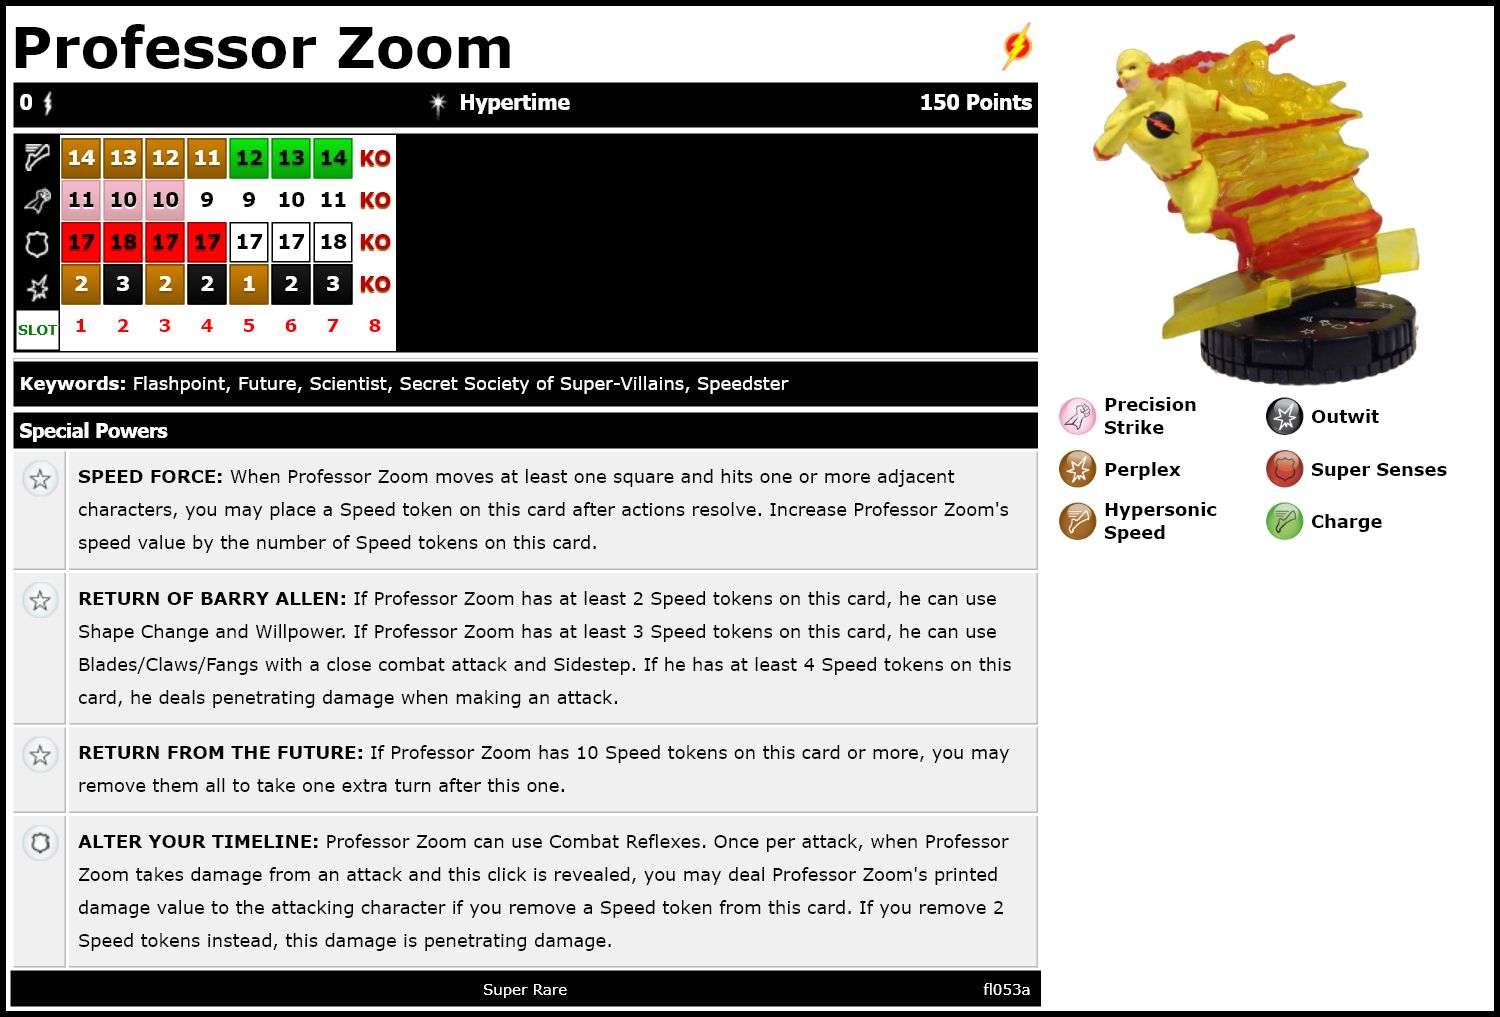 Professor Zoom
0 Hypertime 150 Points
14 13 12 11 12 13 14 KO
11 10 10 9 9 10 11 KO
17 18 17 17 17 17 18 KO
2 3 2 2 1 2 3 KO
SLOT 1 2 3 4 5 6 7 8
Keywords: Flashpoint, Future, Scientist, Secret Society of Super-Villains, Speedster
Special Powers
SPEED FORCE: When Professor Zoom moves at least one square and hits one or more adjacent
characters, you may place a Speed token on this card after actions resolve. Increase Professor Zoom's
speed value by the number of Speed tokens on this card.
RETURN OF BARRY ALLEN: If Professor Zoom has at least 2 Speed tokens on this card, he can use
Shape Change and Willpower. If Professor Zoom has at least 3 Speed tokens on this card, he can use
Blades/Claws/Fangs with a close combat attack and Sidestep. If he has at least 4 Speed tokens on this
card, he deals penetrating damage when making an attack.
RETURN FROM THE FUTURE: If Professor Zoom has 10 Speed tokens on this card or more, you may
remove them all to take one extra turn after this one.
ALTER YOUR TIMELINE: Professor Zoom can use Combat Reflexes. Once per attack, when Professor
Zoom takes damage from an attack and this click is revealed, you may deal Professor Zoom's printed
damage value to the attacking character if you remove a Speed token from this card. If you remove 2
Speed tokens instead, this damage is penetrating damage.
Super Rare fl053a
Precision
Strike
Outwit
Perplex
Super Senses
Hypersonic
Speed
Charge